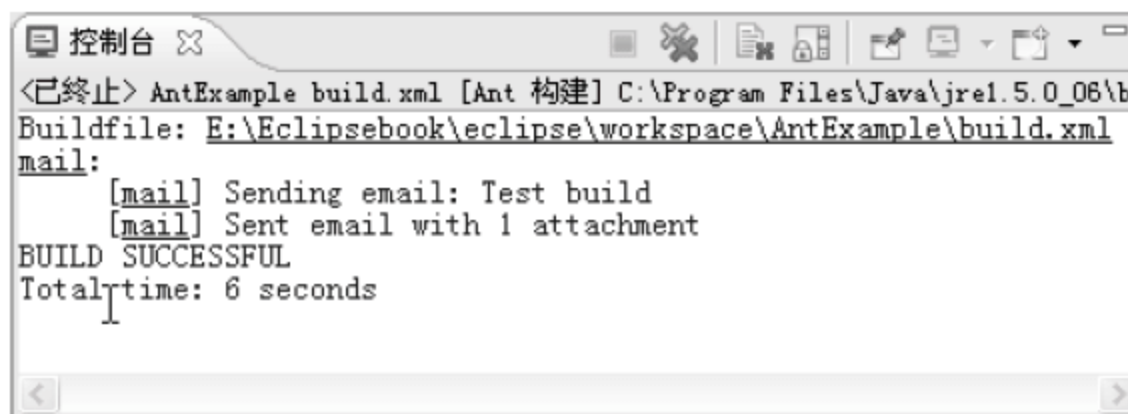 控制台
<已终止> AntExample build.xml [Ant 构建] C:\Program Files\Java\jre1.5.0_06\b
Buildfile: E:\Eclipsebook\eclipse\workspace\AntExample\build.xml
mail:
[mail] Sending email: Test build
[mail] Sent email with 1 attachment
BUILD SUCCESSFUL
Total time: 6 seconds